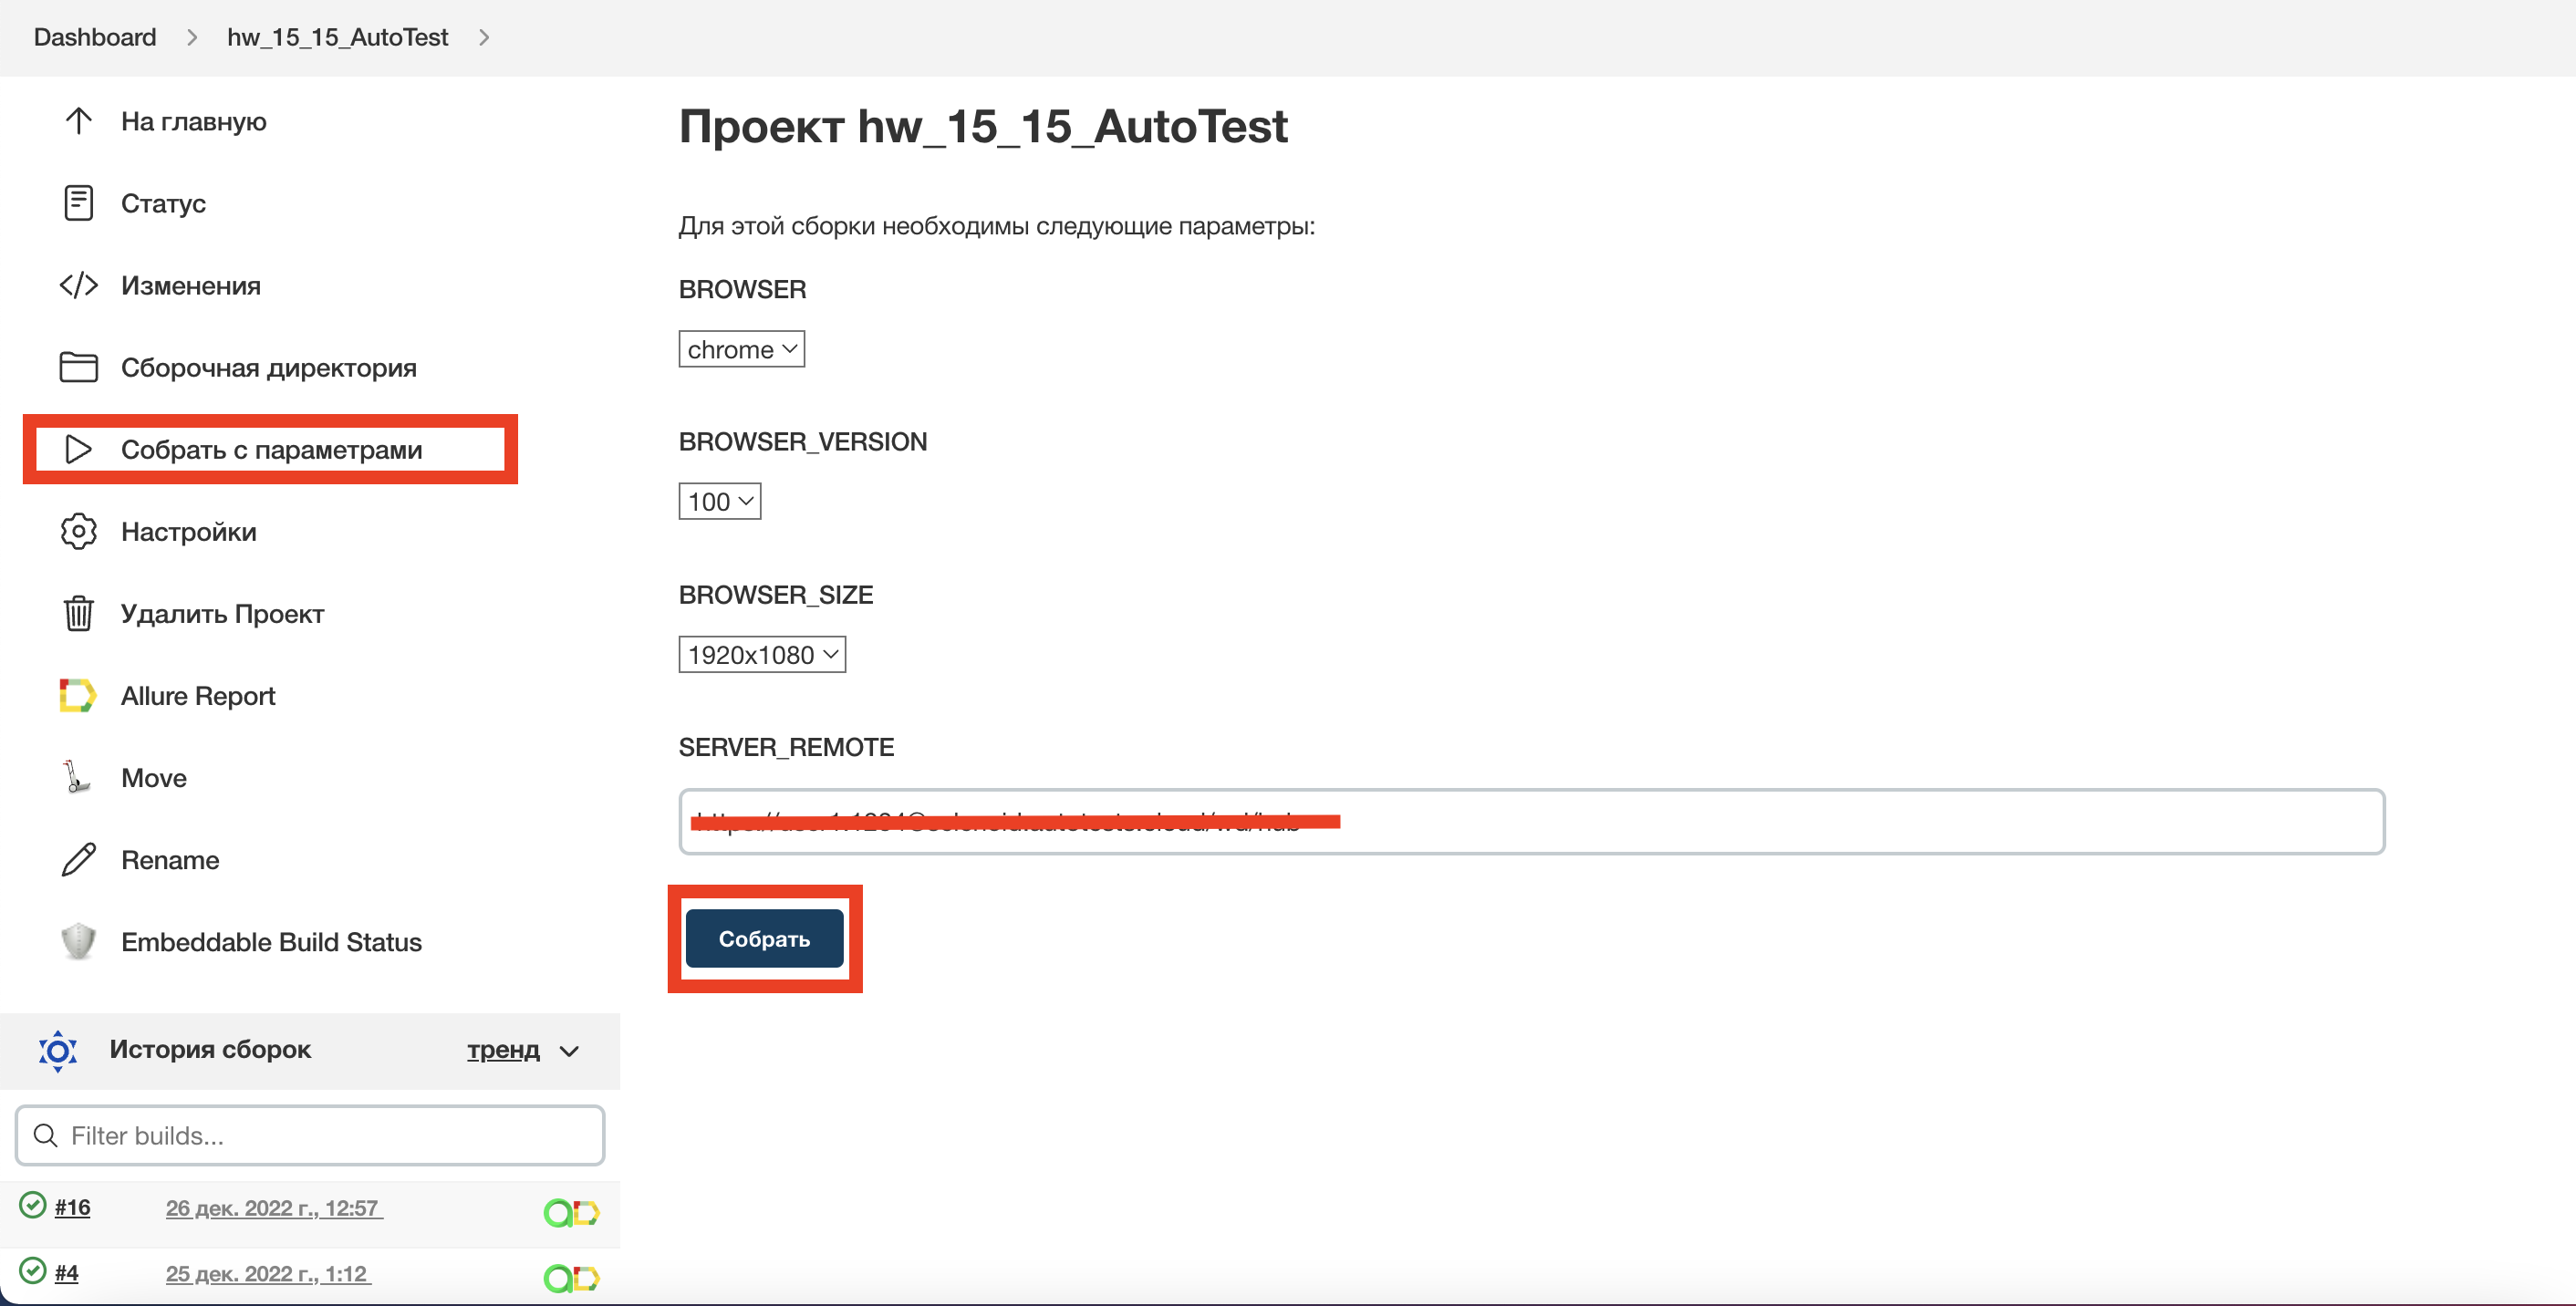 Dashboard
hw_15_15_AutoTest
На главную
Статус
Изменения
Сборочная директория
Собрать с параметрами
Настройки
Удалить Проект
Allure Report
Move
Rename
Embeddable Build Status
История сборок
тренд
Filter builds...
#16 26 дек. 2022 г., 12:57
#4 25 дек. 2022 г., 1:12
Проект hw_15_15_AutoTest
Для этой сборки необходимы следующие параметры:
BROWSER
chrome
BROWSER_VERSION
100
BROWSER_SIZE
1920x1080
SERVER_REMOTE
Собрать